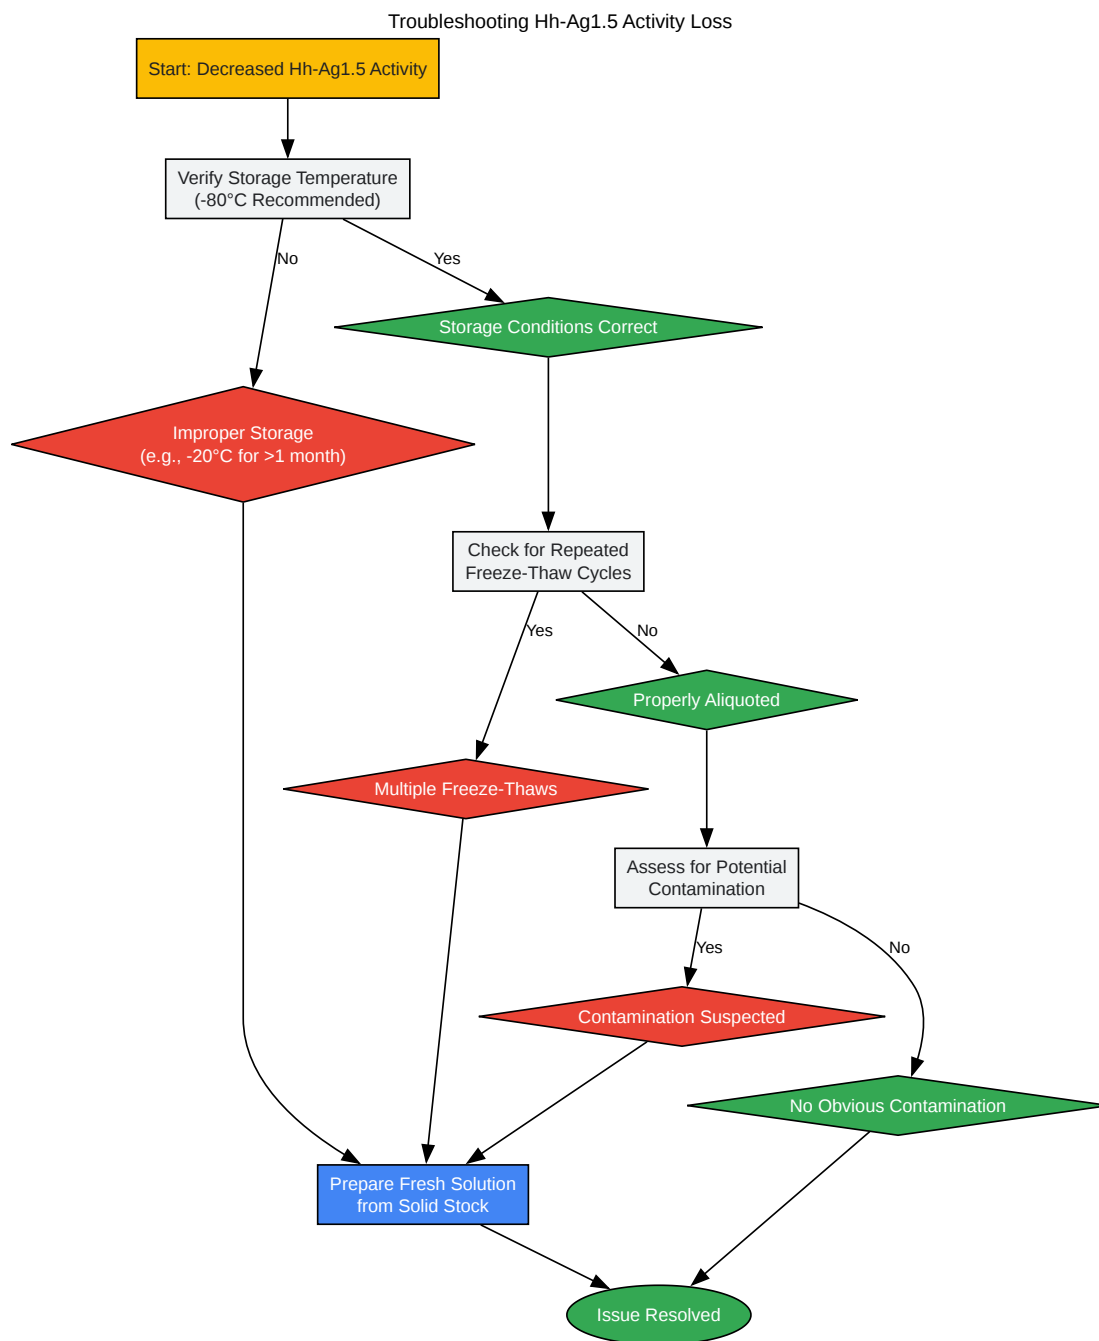 Troubleshooting Hh-Ag1.5 Activity Loss
Start: Decreased Hh-Ag1.5 Activity
Verify Storage Temperature
(-80°C Recommended)
No
Yes
Storage Conditions Correct
Improper Storage
(e.g., -20°C for >1 month)
Check for Repeated
Freeze-Thaw Cycles
Yes
No
Properly Aliquoted
Multiple Freeze-Thaws
Assess for Potential
Contamination
Yes
No
Contamination Suspected
No Obvious Contamination
Prepare Fresh Solution
from Solid Stock
Issue Resolved